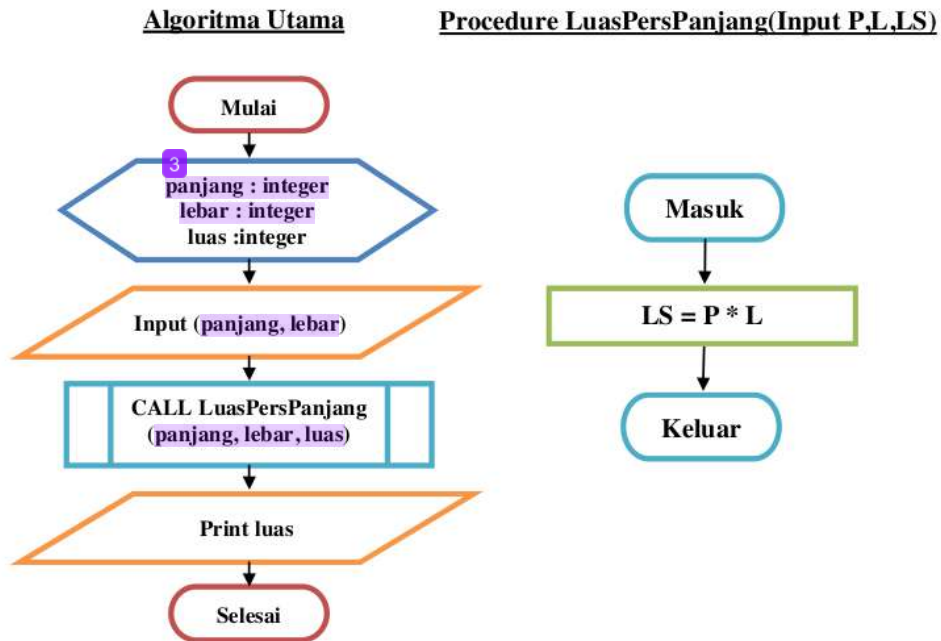 Algoritma Utama
Procedure LuasPersPanjang(Input P,L,LS)
Mulai
3
panjang : integer
lebar : integer
luas :integer
Input (panjang, lebar)
CALL LuasPersPanjang
(panjang, lebar, luas)
Print luas
Selesai
Masuk
LS = P * L
Keluar